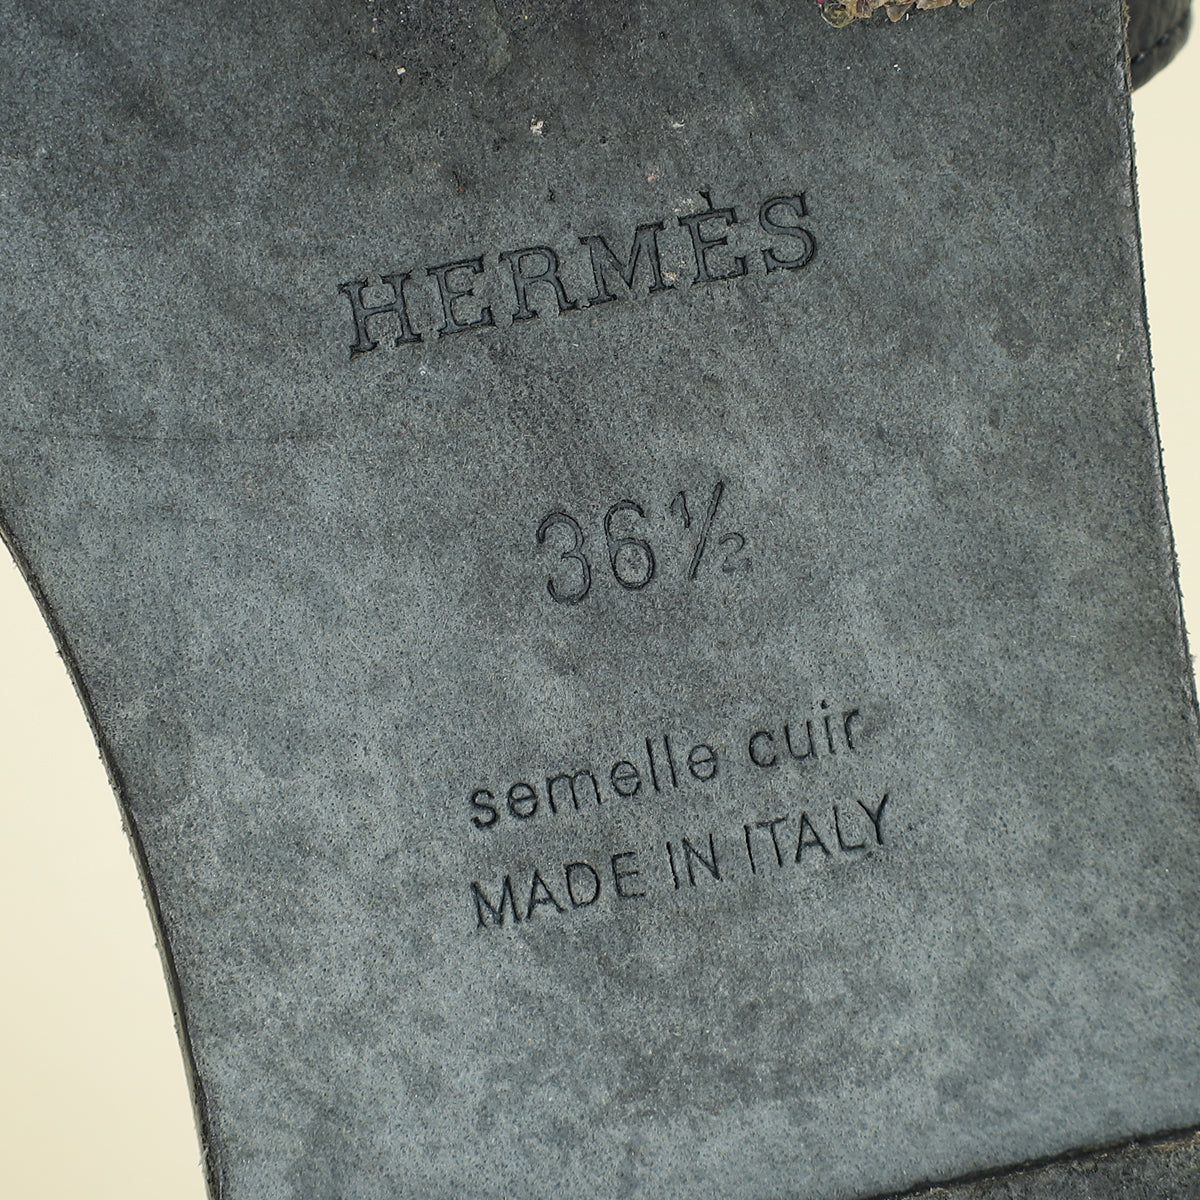 HERMÈS
36½
semelle cuir
MADE IN ITALY